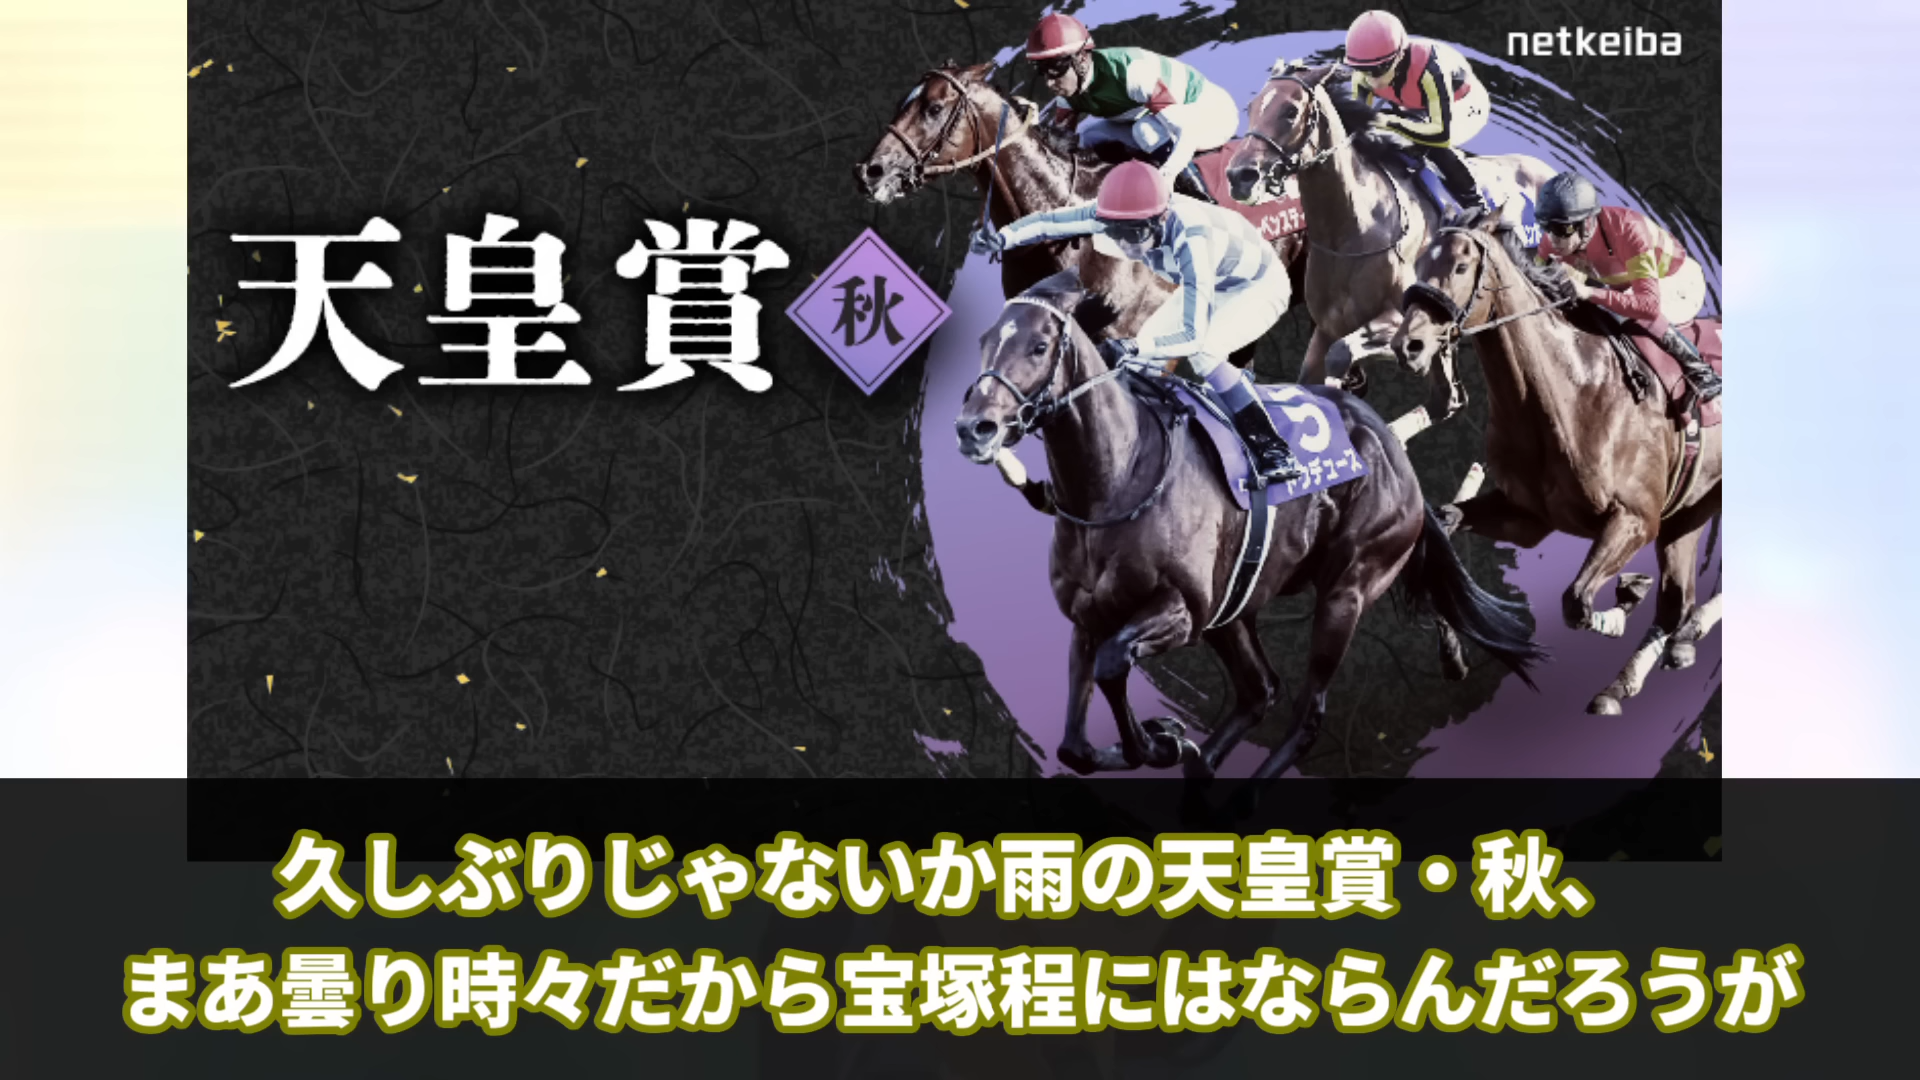 netkeiba
天皇賞
秋
5
久しぶりじゃないか雨の天皇賞・秋、
まあ曇り時々だから宝塚程にはならんだろうが